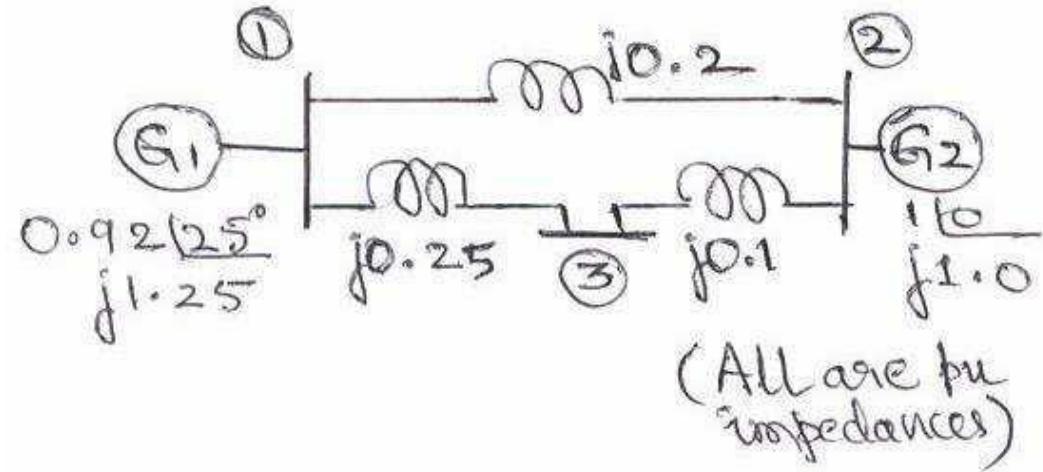 ① ②
j0.2
G1 G2
0.92∠25° 1∠0
j1.25 j0.25 ③ j0.1 j1.0
(All are pu
impedances)